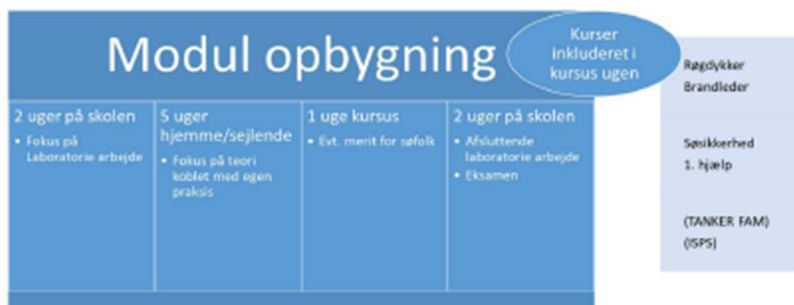 Modul opbygning
Kurser
inkluderet i
kursus ugen
2 uger på skolen
• Fokus på
Laboratorie arbejde
5 uger
hjemme/sejlende
• Fokus på teori
koblet med egen
praksis
1 uge kursus
• Evt. merit for søfolk
2 uger på skolen
• Afsluttende
laboratorie arbejde
• Eksamen
Røgdykker
Brandleder
Søsikkerhed
1. hjælp
(TANKER FAM)
(ISPS)